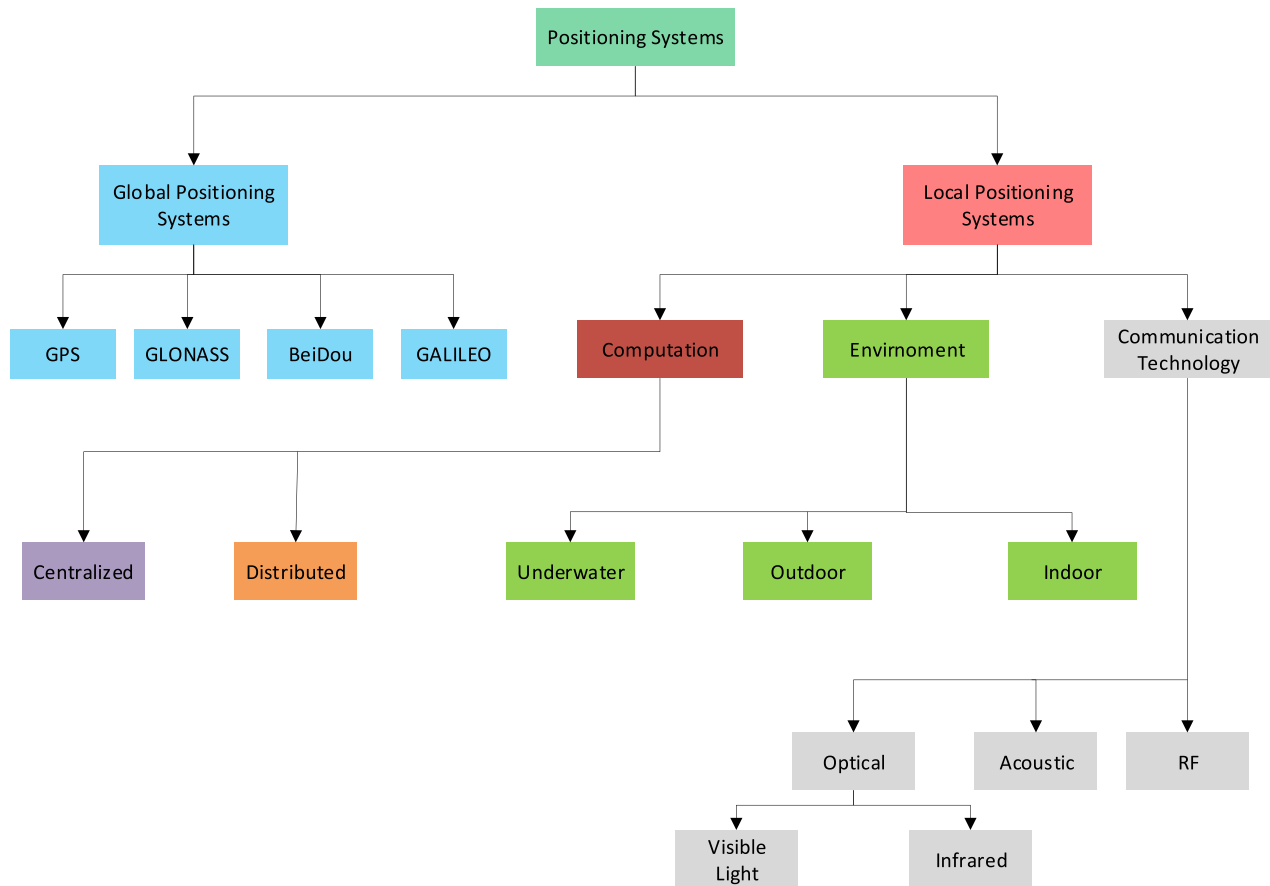 Positioning Systems
Global Positioning
Systems
Local Positioning
Systems
GPS
GLONASS
BeiDou
GALILEO
Computation
Envirnoment
Communication
Technology
Centralized
Distributed
Underwater
Outdoor
Indoor
Optical
Acoustic
RF
Visible
Light
Infrared